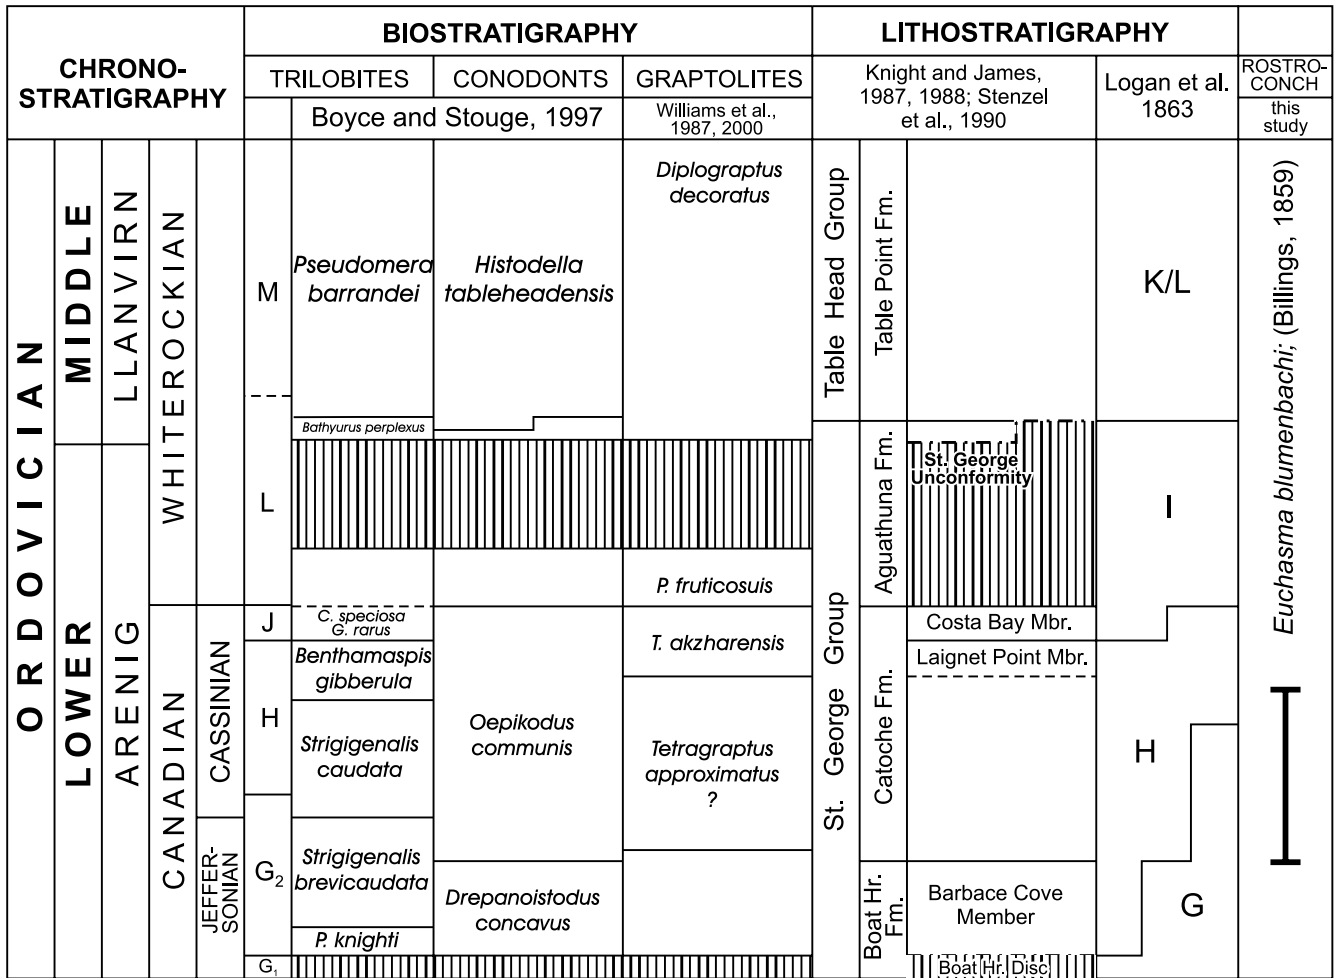 CHRONO-
STRATIGRAPHY
BIOSTRATIGRAPHY
LITHOSTRATIGRAPHY
TRILOBITES
CONODONTS
GRAPTOLITES
Boyce and Stouge, 1997
Williams et al.,
1987, 2000
Knight and James,
1987, 1988; Stenzel
et al., 1990
Logan et al.
1863
ROSTRO-
CONCH
this
study
ORDOVICIAN
MIDDLE
LOWER
LLANVIRN
ARENIG
WHITEROCKIAN
CANADIAN
CASSINIAN
JEFFER-
SONIAN
M
L
J
H
G2
G1
Pseudomera
barrandei
Bathyurus perplexus
C. speciosa
G. rarus
Benthamaspis
gibberula
Strigigenalis
caudata
Strigigenalis
brevicaudata
P. knighti
Histodella
tableheadensis
Oepikodus
communis
Drepanoistodus
concavus
Diplograptus
decoratus
P. fruticosuis
T. akzharensis
Tetragraptus
approximatus
?
Table Head Group
St. George Group
Table Point Fm.
Aguathuna Fm.
Catoche Fm.
Boat Hr.
Fm.
St. George
Unconformity
Costa Bay Mbr.
Laignet Point Mbr.
Barbace Cove
Member
Boat Hr. Disc
K/L
I
H
G
Euchasma blumenbachi; (Billings, 1859)